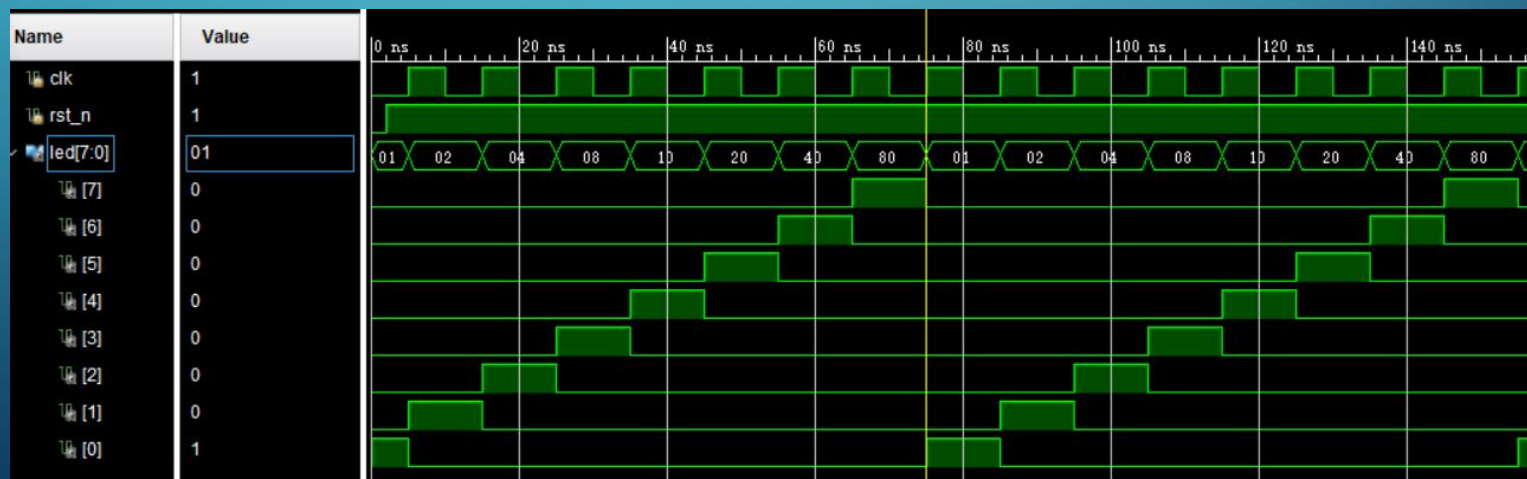 Name Value 0 ns 20 ns 40 ns 60 ns 80 ns 100 ns 120 ns 140 ns
clk 1
rst_n 1
led[7:0] 01 01 02 04 08 10 20 40 80 01 02 04 08 10 20 40 80
[7] 0
[6] 0
[5] 0
[4] 0
[3] 0
[2] 0
[1] 0
[0] 1